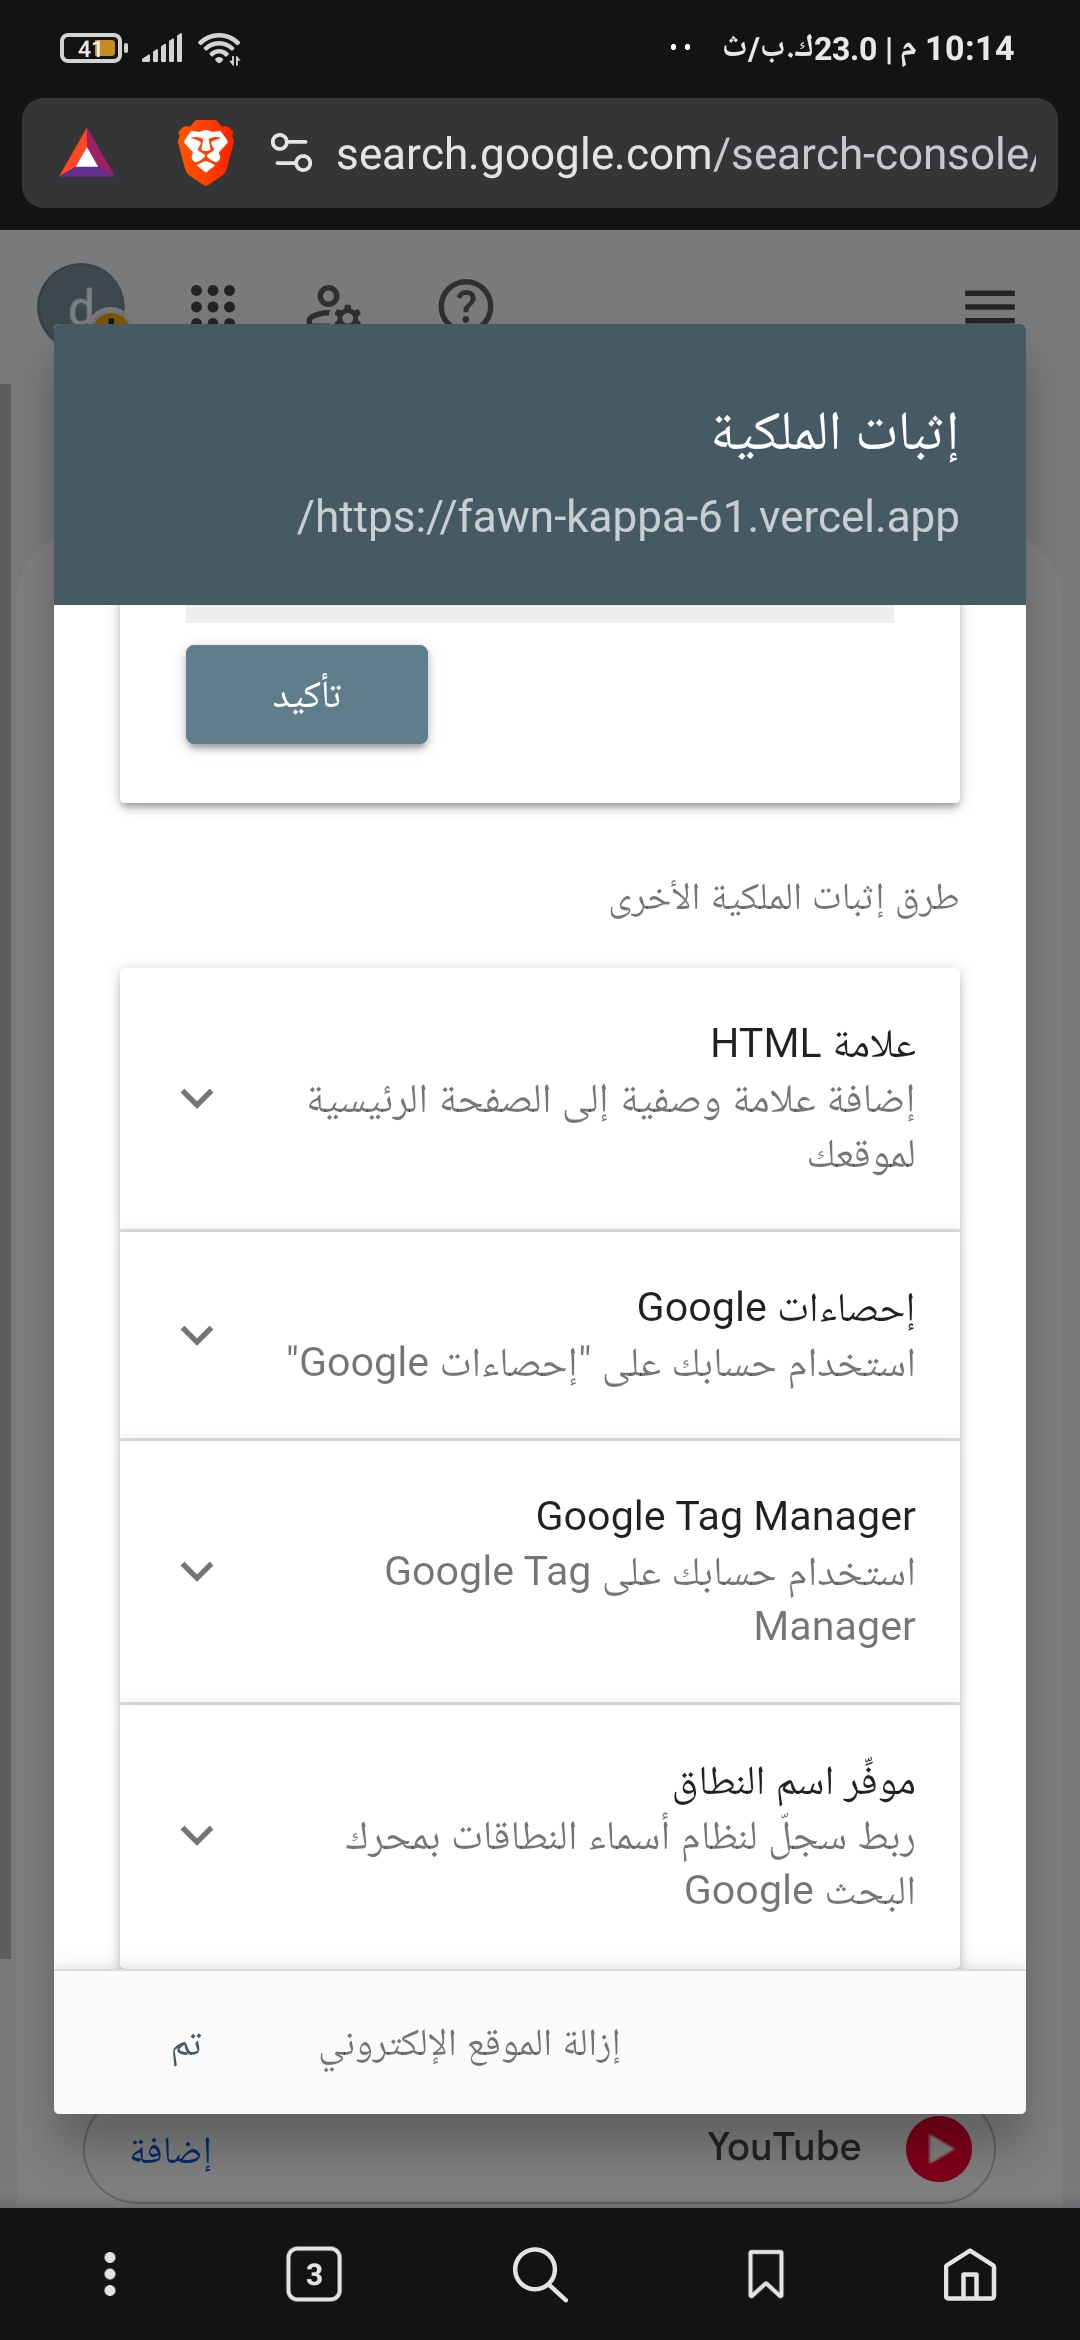 10:14 م | 23.0ك.ب/ث
41
search.google.com/search-console/
d
إثبات الملكية
https://fawn-kappa-61.vercel.app/
تأكيد
طرق إثبات الملكية الأخرى
علامة HTML
إضافة علامة وصفية إلى الصفحة الرئيسية
لموقعك
إحصاءات Google
استخدام حسابك على "إحصاءات Google"
Google Tag Manager
استخدام حسابك على Google Tag
Manager
موفِّر اسم النطاق
ربط سجلّ لنظام أسماء النطاقات بمحرك
البحث Google
إزالة الموقع الإلكتروني
تم
YouTube
إضافة
3